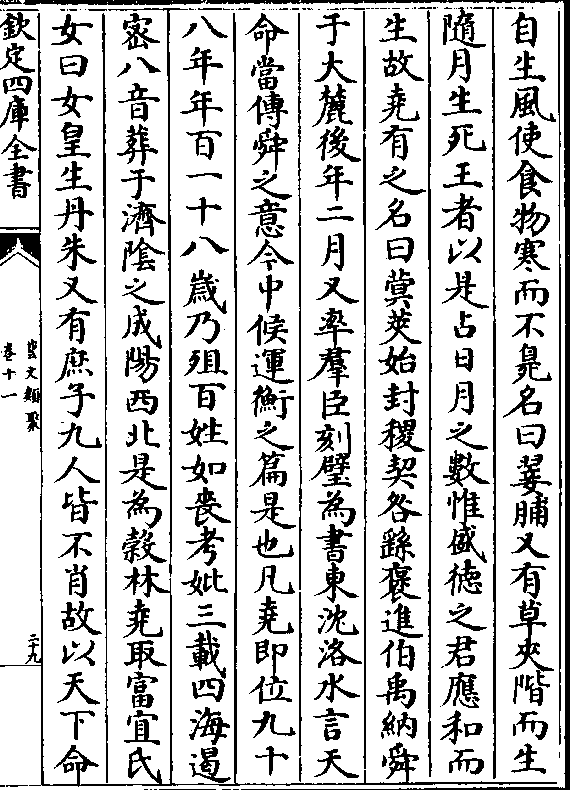 自生風使食物寒而不臰名曰翣脯又有草夾階而生
隨月生死王者以是占日月之數惟盛徳之君應和而
生故堯有之名曰蓂莢始封稷契咎繇褒進伯禹納舜
于大麓後年二月又率羣臣刻璧為書東沈洛水言天
命當傳舜之意今中候運衡之篇是也凡堯即位九十
八年年百一十八嵗乃殂百姓如喪考妣三載四海遏
宻八音葬于濟隂之成陽西北是為榖林堯取富宜氏
女曰女皇生丹朱又有庶子九人皆不肖故以天下命
欽定四庫全書
藝文類聚
卷十一
二十九